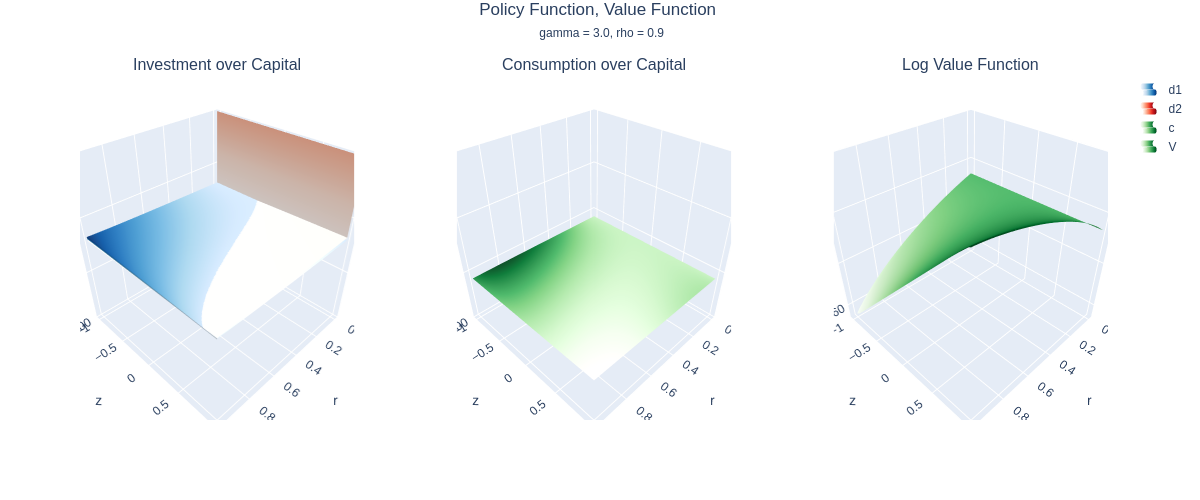 Policy Function, Value Function
gamma = 3.0, rho = 0.9
Investment over Capital
Consumption over Capital
Log Value Function
d1
d2
c
V
−0.5
0
0.5
z
0
0.2
0.4
0.6
0.8
r
−0.5
0
0.5
z
0
0.2
0.4
0.6
0.8
r
-1
−0.5
0
0.5
z
0
0.2
0.4
0.6
0.8
r